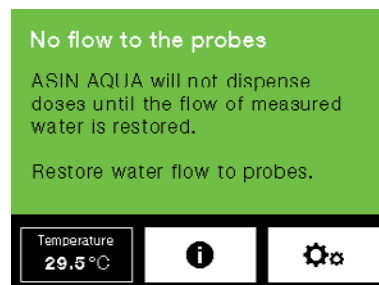 No flow to the probes
ASIN AQUA will not dispense
doses until the flow of measured
water is restored.
Restore water flow to probes.
Temperature
29.5°C